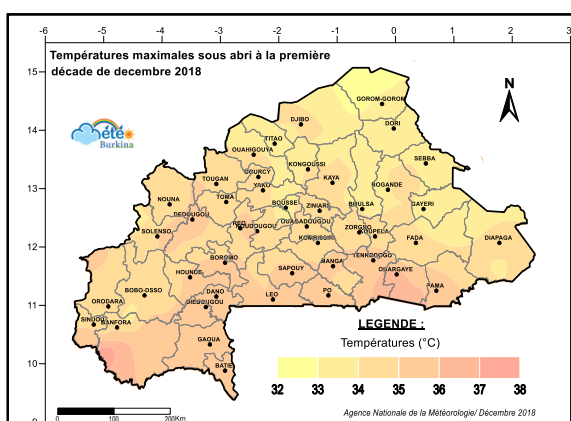 -6 -5 -4 -3 -2 -1 0 1 2 3
Températures maximales sous abri à la première
décade de decembre 2018
15
14
13
12
11
10
9
N
été
Burkina
GOROM-GOROM
DJIBO
DORI
TITAO
OUAHIGOUYA
KONGOUSSI
SEBBA
GOURCY
TOUGAN
YAKO
KAYA
BOGANDE
NOUNA
TOMA
BOUSSE
ZINIARE
BOULSA
GAYERI
DEDOUGOU
REO
KOUDOUGOU
OUAGADOUGOU
ZORGHO
KOUPELA
SOLENSO
KOMBISSIRI
FADA
DIAPAGA
BOROMO
MANGA
TENKODOGO
HOUNDE
SAPOUY
OUARGAYE
BOBO-DSSO
DANO
LEO
PO
PAMA
ORODARA
DIEBOUGOU
SINDOU
BANFORA
GAOUA
BATIE
LEGENDE :
Températures (°C)
32 33 34 35 36 37 38
0 100 200Km
Agence Nationale de la Météorologie/ Décembre 2018